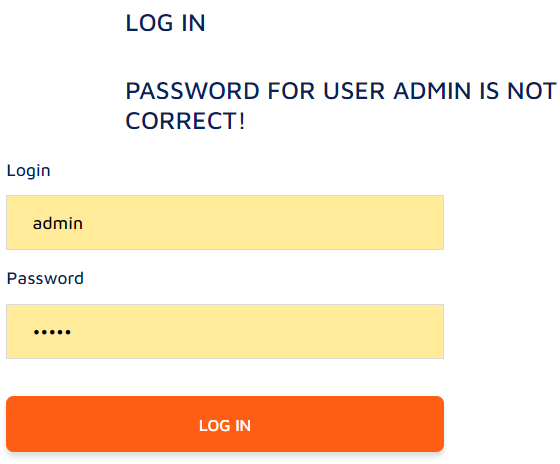 LOG IN
PASSWORD FOR USER ADMIN IS NOT
CORRECT!
Login
admin
Password
•••••
LOG IN